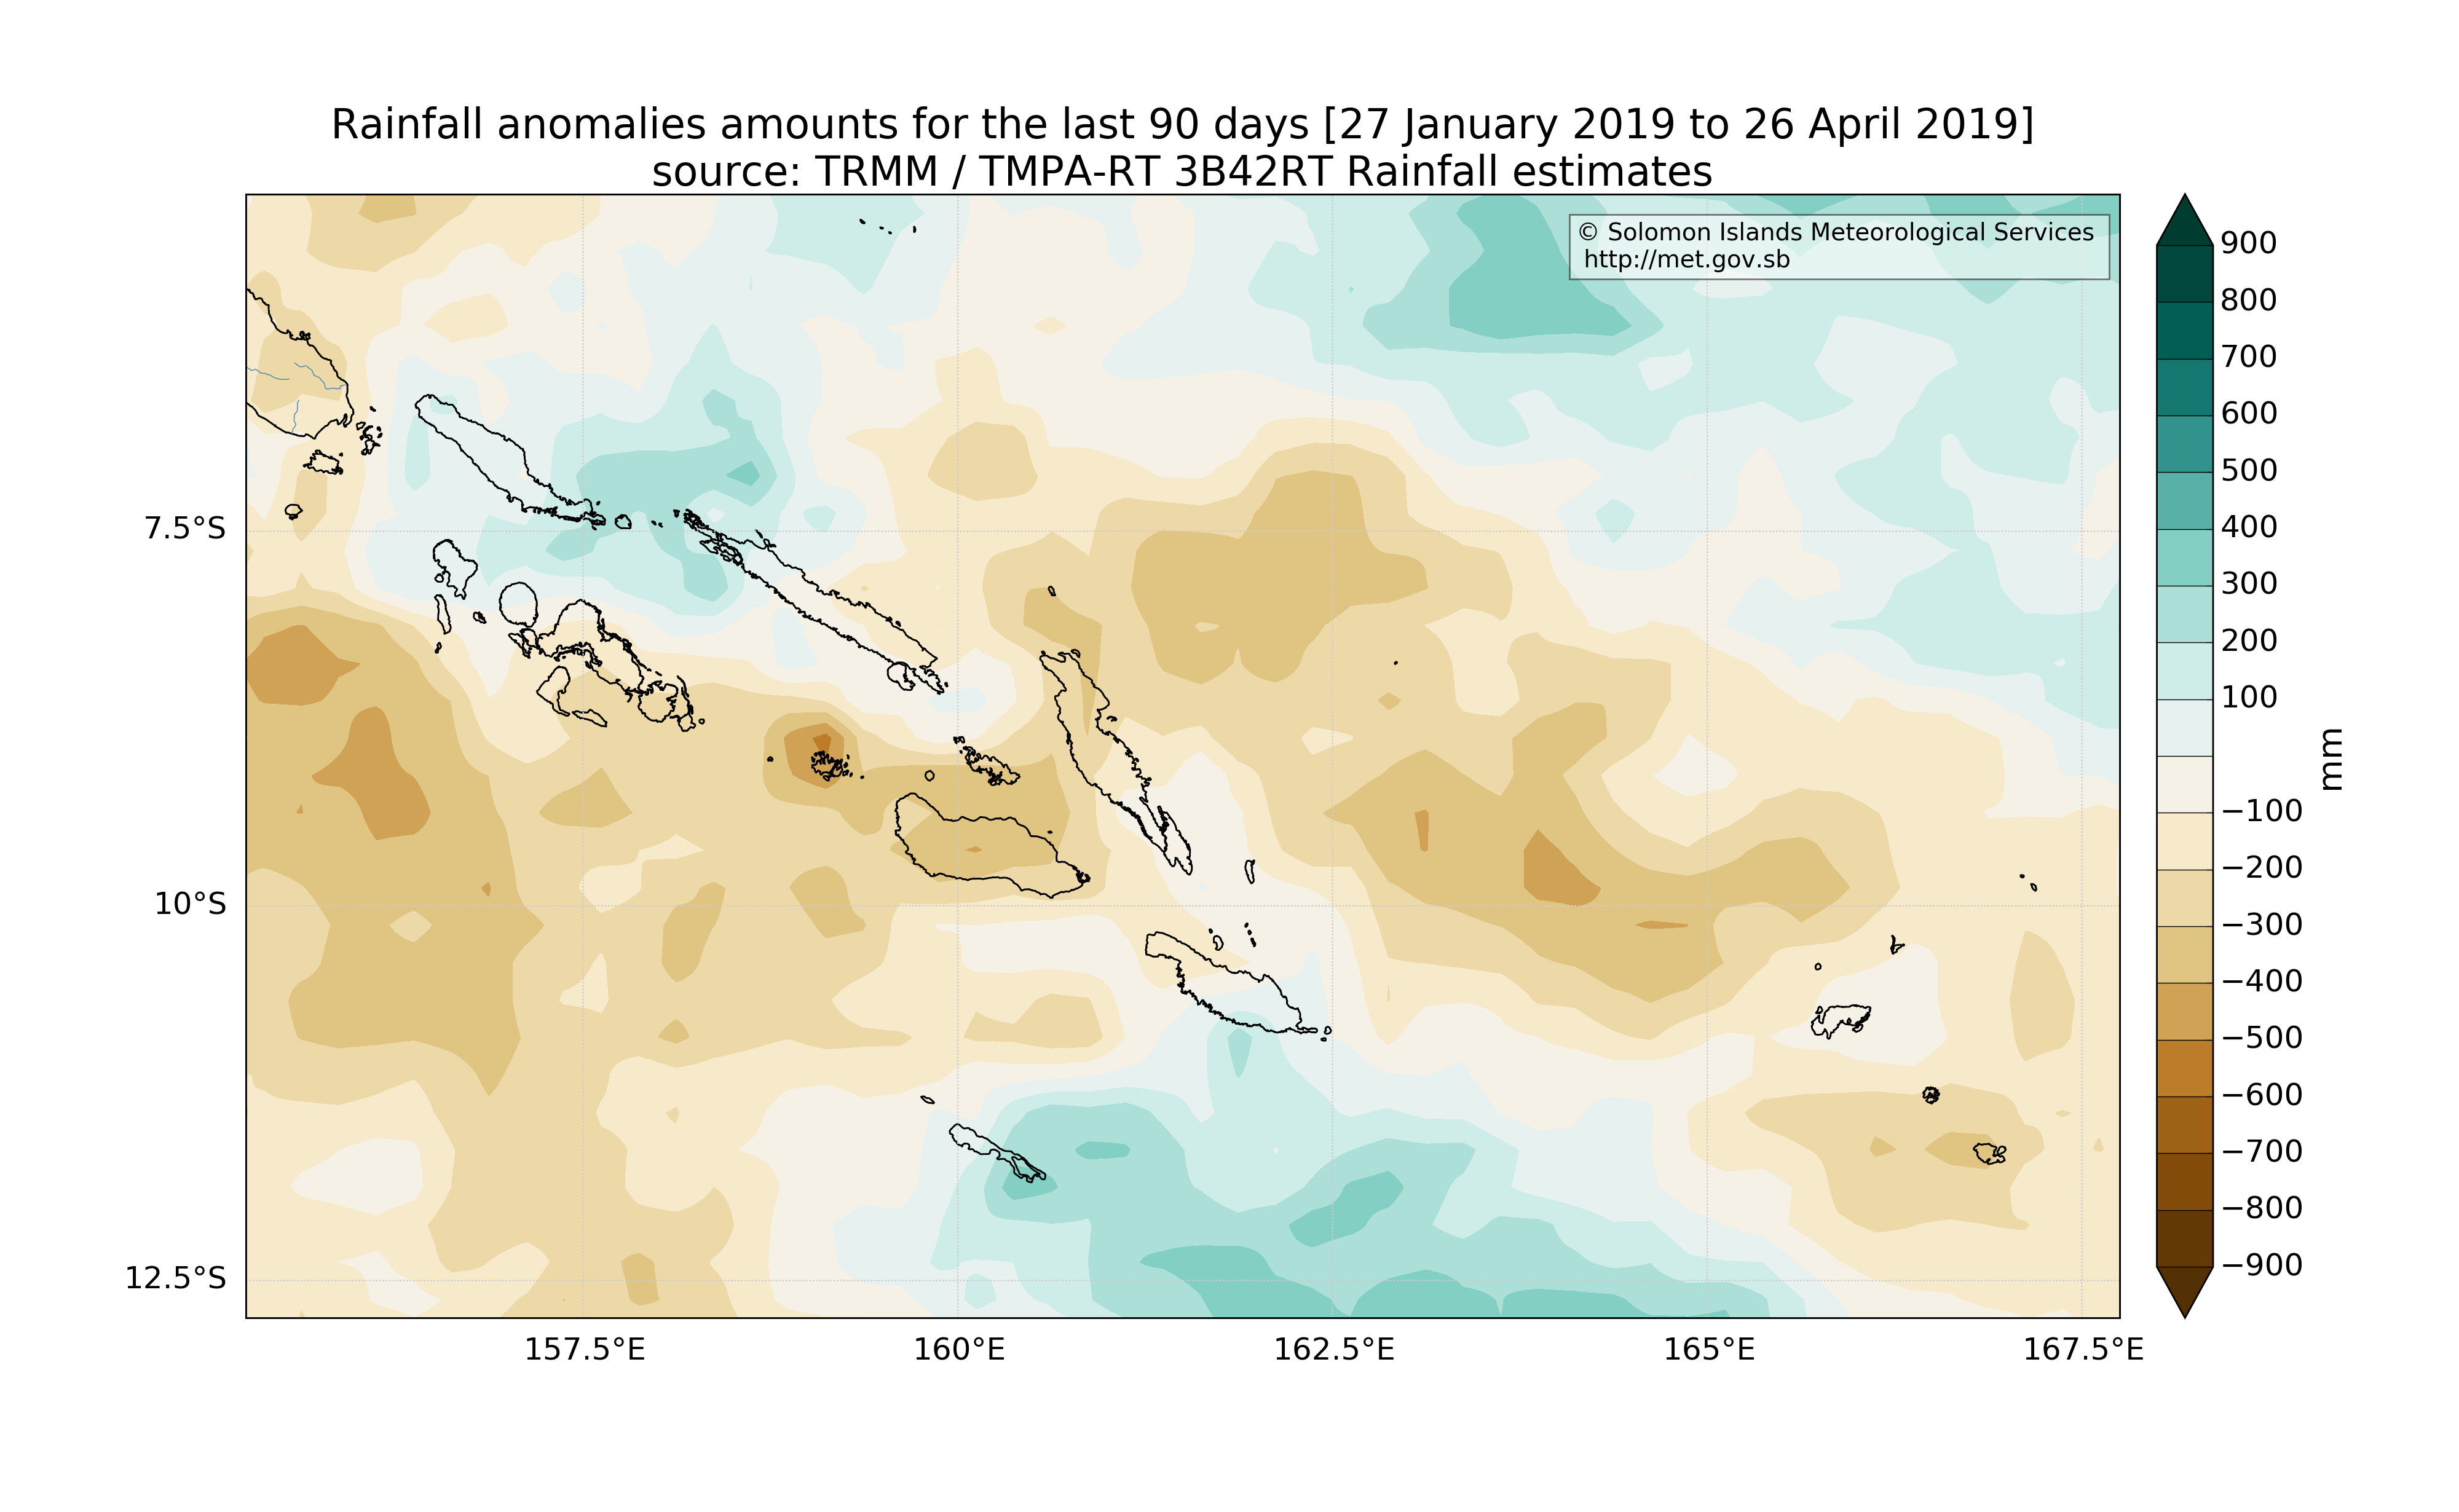 Rainfall anomalies amounts for the last 90 days [27 January 2019 to 26 April 2019]
source: TRMM / TMPA-RT 3B42RT Rainfall estimates
© Solomon Islands Meteorological Services
http://met.gov.sb
7.5°S
10°S
12.5°S
157.5°E
160°E
162.5°E
165°E
167.5°E
900
800
700
600
500
400
300
200
100
−100
−200
−300
−400
−500
−600
−700
−800
−900
mm